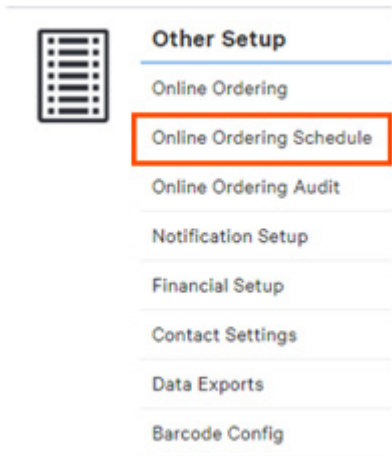 Other Setup
Online Ordering
Online Ordering Schedule
Online Ordering Audit
Notification Setup
Financial Setup
Contact Settings
Data Exports
Barcode Config